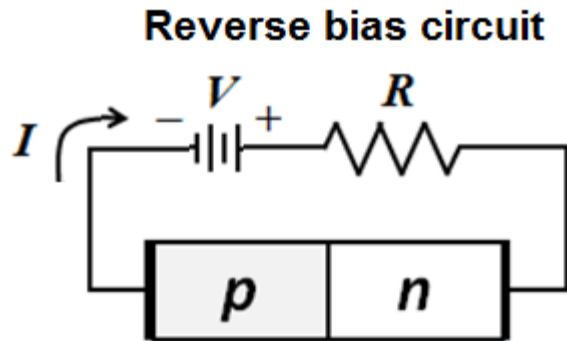 Reverse bias circuit
I
− V +
R
p
n